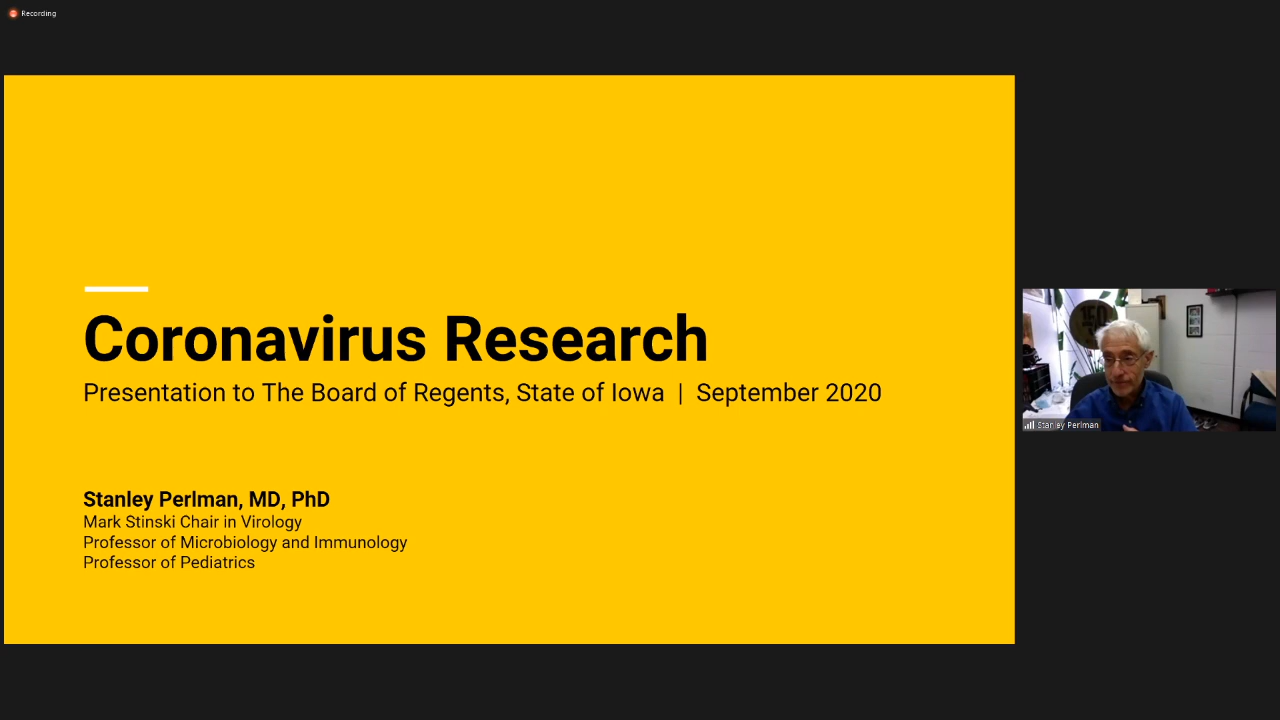 Recording
Coronavirus Research
Presentation to The Board of Regents, State of Iowa | September 2020
Stanley Perlman, MD, PhD
Mark Stinski Chair in Virology
Professor of Microbiology and Immunology
Professor of Pediatrics
150
Stanley Perlman